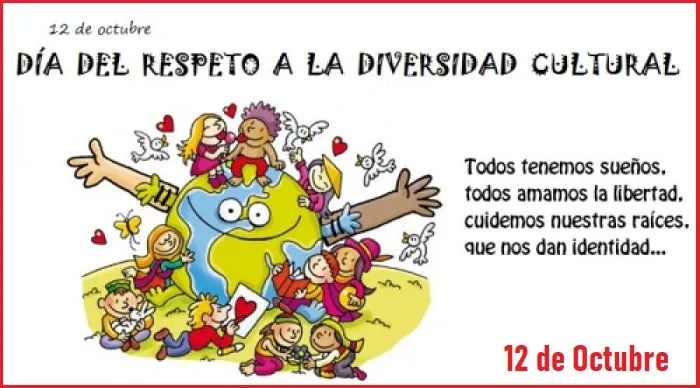 12 de octubre
DÍA DEL RESPETO A LA DIVERSIDAD CULTURAL
Todos tenemos sueños,
todos amamos la libertad,
cuidemos nuestras raíces,
que nos dan identidad...
12 de Octubre